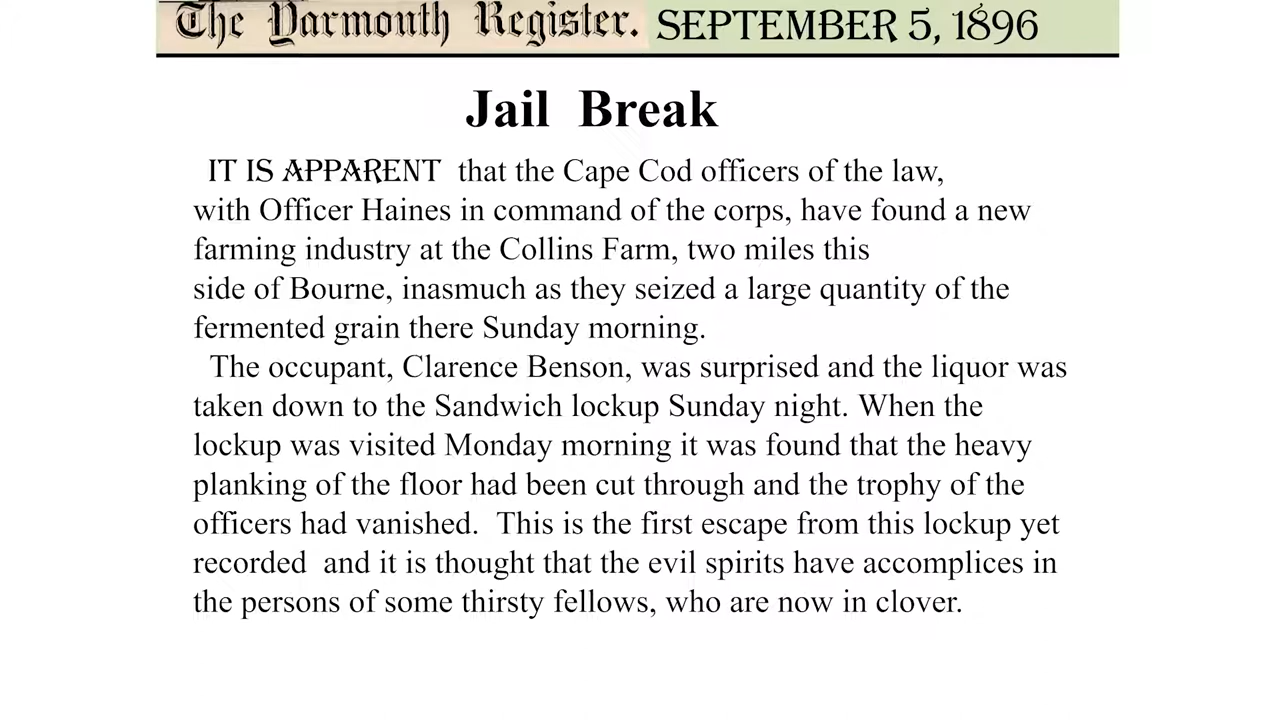 The Yarmouth Register. SEPTEMBER 5, 1896
Jail Break
IT IS APPARENT that the Cape Cod officers of the law,
with Officer Haines in command of the corps, have found a new
farming industry at the Collins Farm, two miles this
side of Bourne, inasmuch as they seized a large quantity of the
fermented grain there Sunday morning.
The occupant, Clarence Benson, was surprised and the liquor was
taken down to the Sandwich lockup Sunday night. When the
lockup was visited Monday morning it was found that the heavy
planking of the floor had been cut through and the trophy of the
officers had vanished. This is the first escape from this lockup yet
recorded and it is thought that the evil spirits have accomplices in
the persons of some thirsty fellows, who are now in clover.